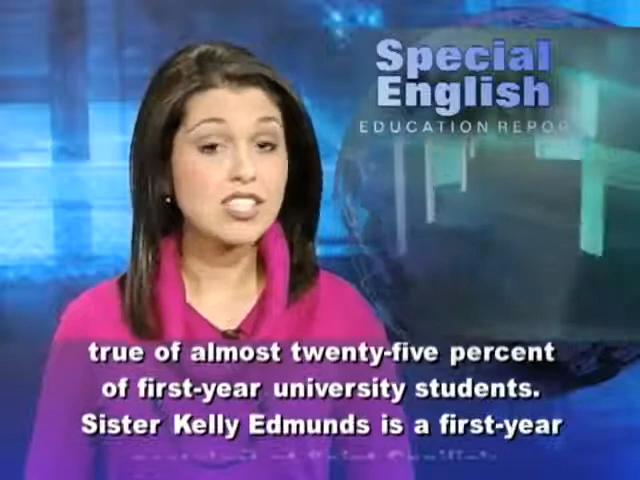 Special
English
EDUCATION REPOR
true of almost twenty-five percent
of first-year university students.
Sister Kelly Edmunds is a first-year